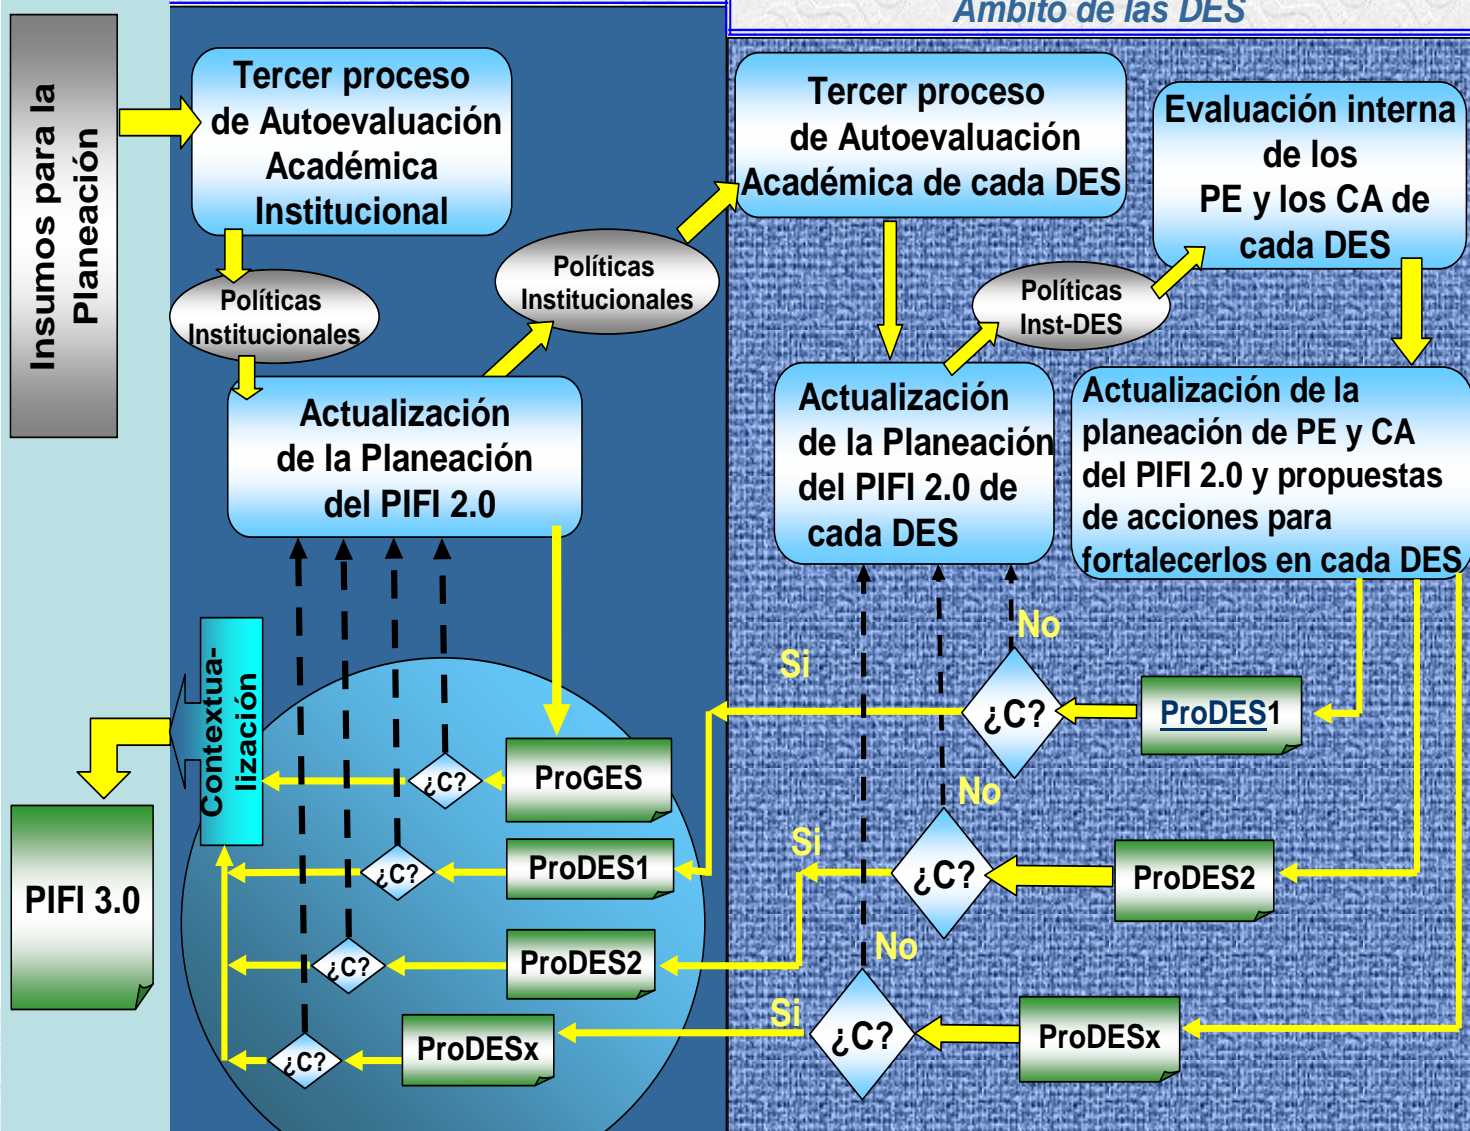 Ámbito de las DES
Insumos para la
Planeación
Tercer proceso
de Autoevaluación
Académica
Institucional
Políticas
Institucionales
Actualización
de la Planeación
del PIFI 2.0
Políticas
Institucionales
Tercer proceso
de Autoevaluación
Académica de cada DES
Evaluación interna
de los
PE y los CA de
cada DES
Políticas
Inst-DES
Actualización
de la Planeación
del PIFI 2.0 de
cada DES
Actualización de la
planeación de PE y CA
del PIFI 2.0 y propuestas
de acciones para
fortalecerlos en cada DES
No
Si
¿C?
ProDES1
No
Si
¿C?
ProDES2
No
Si
¿C?
ProDESx
Contextua-
lización
¿C?
ProGES
¿C?
ProDES1
¿C?
ProDES2
¿C?
ProDESx
PIFI 3.0